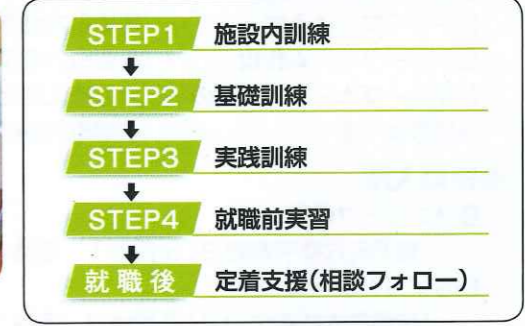 STEP1 施設内訓練
STEP2 基礎訓練
STEP3 実践訓練
STEP4 就職前実習
就職後 定着支援(相談フォロー)